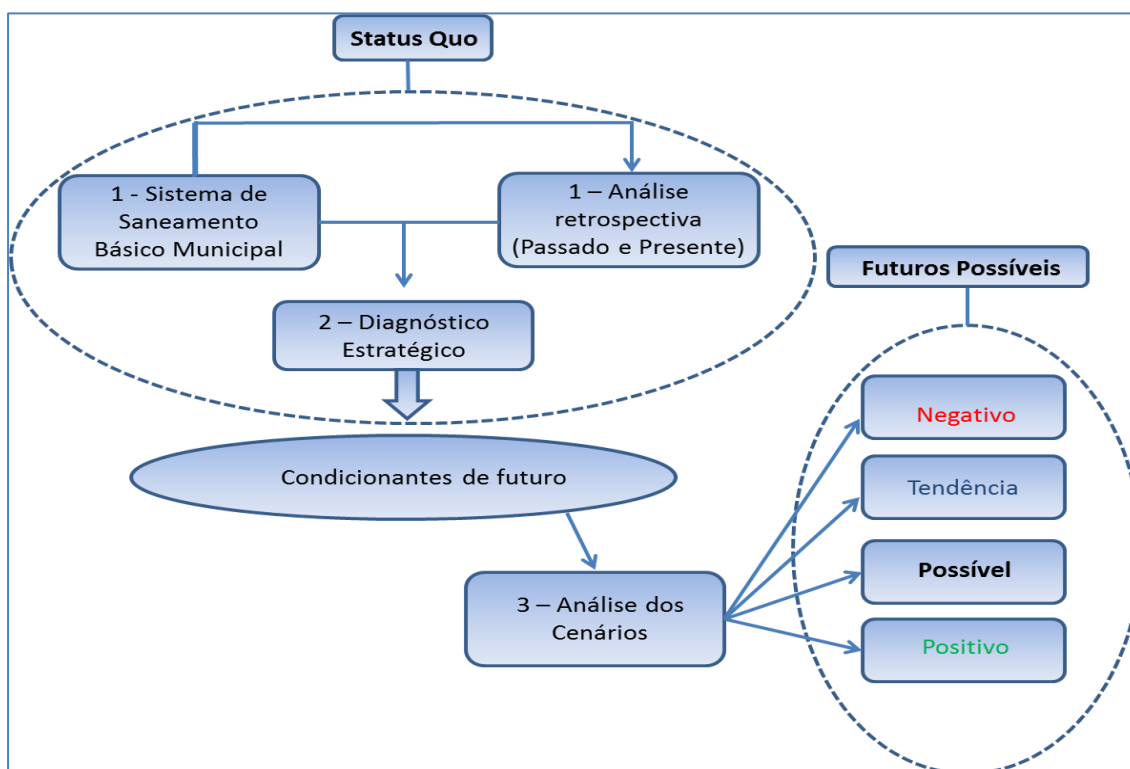 Status Quo
1 - Sistema de
Saneamento
Básico Municipal
1 – Análise
retrospectiva
(Passado e Presente)
2 – Diagnóstico
Estratégico
Condicionantes de futuro
3 – Análise dos
Cenários
Futuros Possíveis
Negativo
Tendência
Possível
Positivo